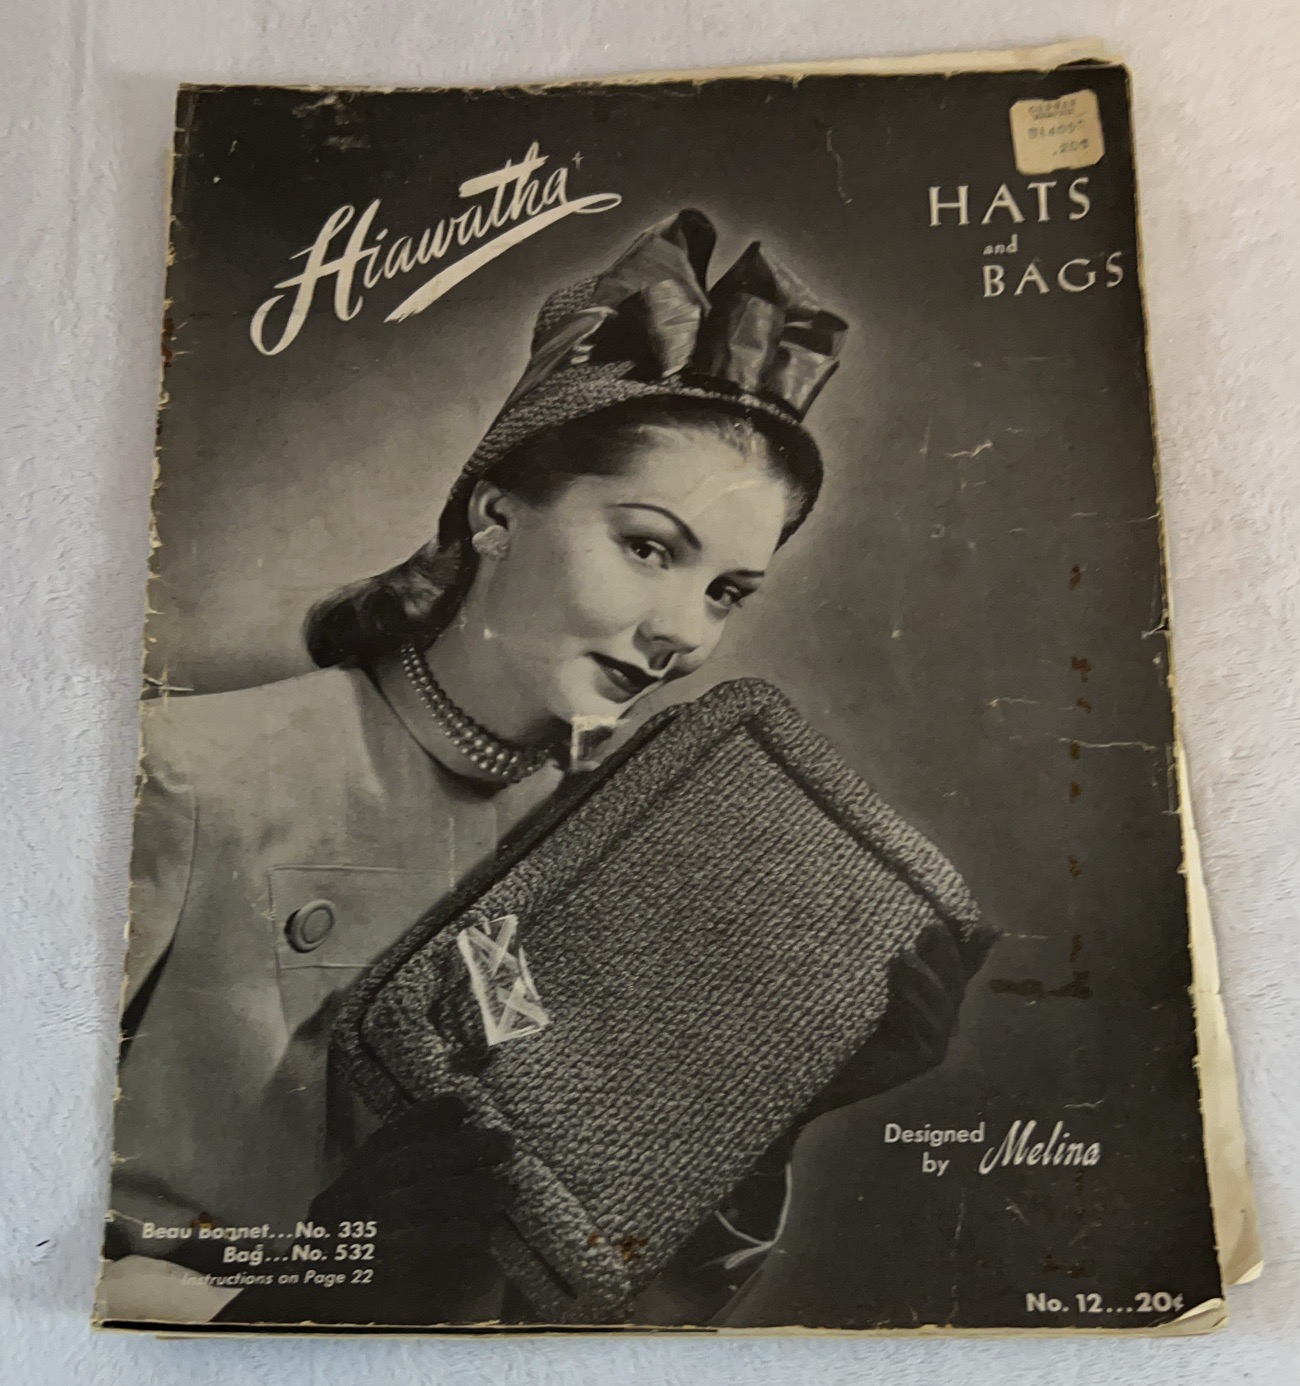 Hiawatha†
.20¢
HATS
and
BAGS
Designed
by Melina
Beau Bonnet...No. 335
Bag...No. 532
Instructions on Page 22
No. 12...20¢